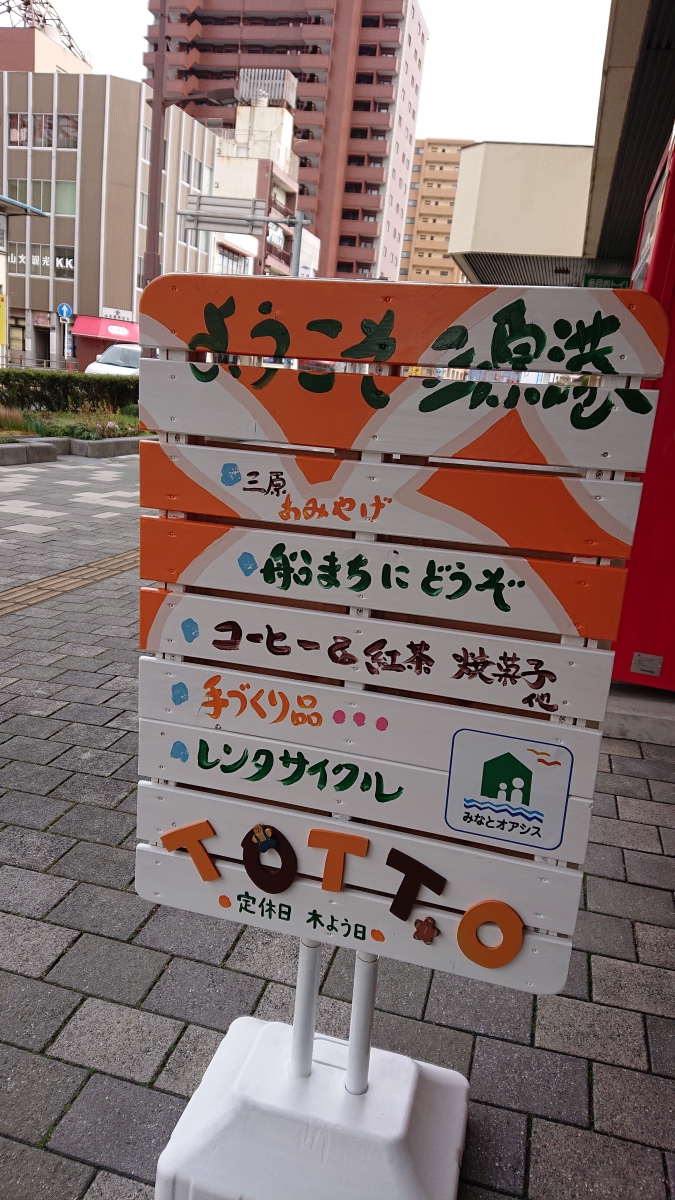 ようこそ 三原港
三原
おみやげ
船まちにどうぞ
コーヒー&紅茶 焼菓子
他
手づくり品
レンタサイクル
みなとオアシス
TOTTO
定休日 木よう日
K.K